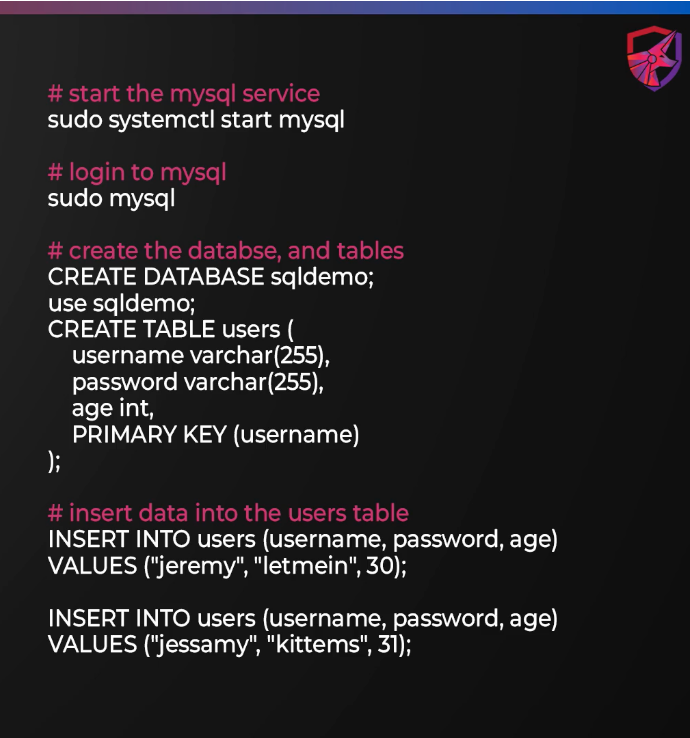 # start the mysql service
sudo systemctl start mysql
# login to mysql
sudo mysql
# create the databse, and tables
CREATE DATABASE sqldemo;
use sqldemo;
CREATE TABLE users (
username varchar(255),
password varchar(255),
age int,
PRIMARY KEY (username)
);
# insert data into the users table
INSERT INTO users (username, password, age)
VALUES ("jeremy", "letmein", 30);
INSERT INTO users (username, password, age)
VALUES ("jessamy", "kittems", 31);